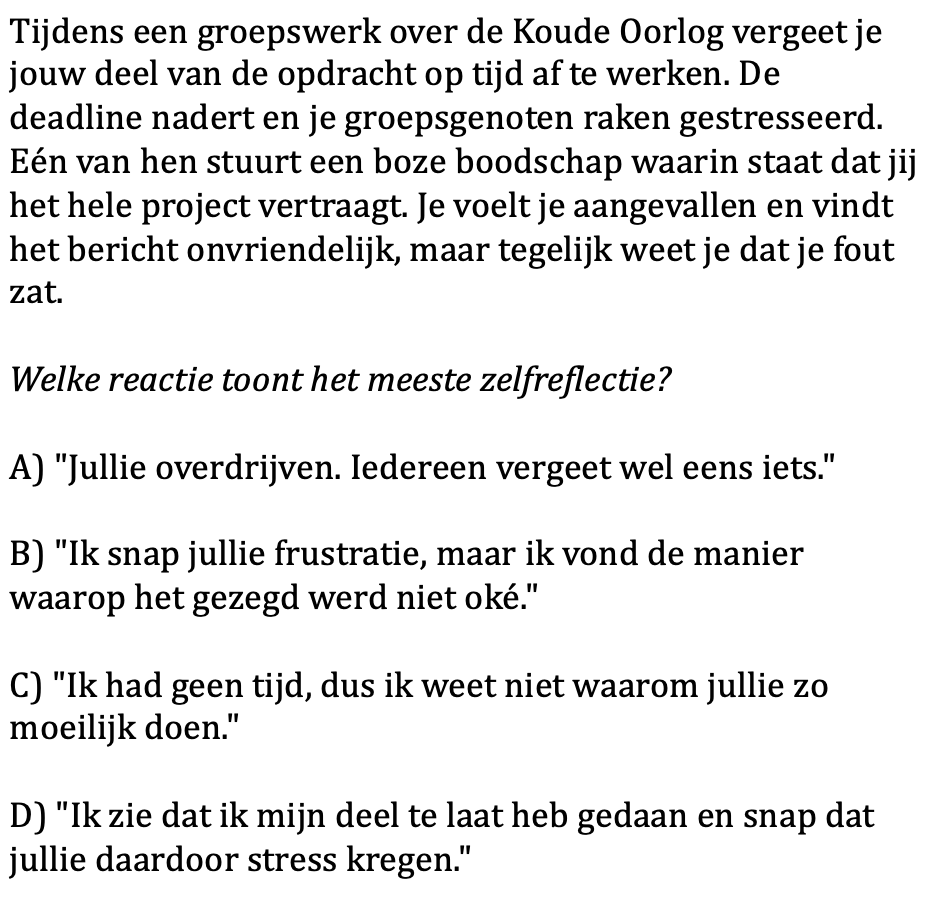 Tijdens een groepswerk over de Koude Oorlog vergeet je
jouw deel van de opdracht op tijd af te werken. De
deadline nadert en je groepsgenoten raken gestresseerd.
Eén van hen stuurt een boze boodschap waarin staat dat jij
het hele project vertraagt. Je voelt je aangevallen en vindt
het bericht onvriendelijk, maar tegelijk weet je dat je fout
zat.
Welke reactie toont het meeste zelfreflectie?
A) "Jullie overdrijven. Iedereen vergeet wel eens iets."
B) "Ik snap jullie frustratie, maar ik vond de manier
waarop het gezegd werd niet oké."
C) "Ik had geen tijd, dus ik weet niet waarom jullie zo
moeilijk doen."
D) "Ik zie dat ik mijn deel te laat heb gedaan en snap dat
jullie daardoor stress kregen."